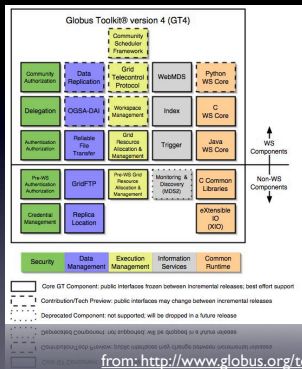 Globus Toolkit® version 4 (GT4)
Community
Scheduler
Framework
Community
Authorization
Data
Replication
Grid
Telecontrol
Protocol
WebMDS
Python
WS Core
Delegation
OGSA-DAI
Workspace
Management
Index
C
WS Core
Authentication
Authorization
Reliable
File
Transfer
Grid
Resource
Allocation &
Management
Trigger
Java
WS Core
WS
Components
Non-WS
Components
Pre-WS
Authentication
Authorization
GridFTP
Pre-WS Grid
Resource
Allocation &
Management
Monitoring &
Discovery
(MDS2)
C Common
Libraries
Credential
Management
Replica
Location
eXtensible
IO
(XIO)
Security
Data
Management
Execution
Management
Information
Services
Common
Runtime
Core GT Component: public interfaces frozen between incremental releases; best effort support
Contribution/Tech Preview: public interfaces may change between incremental releases
Deprecated Component: not supported; will be dropped in a future release
from: http://www.globus.org/to